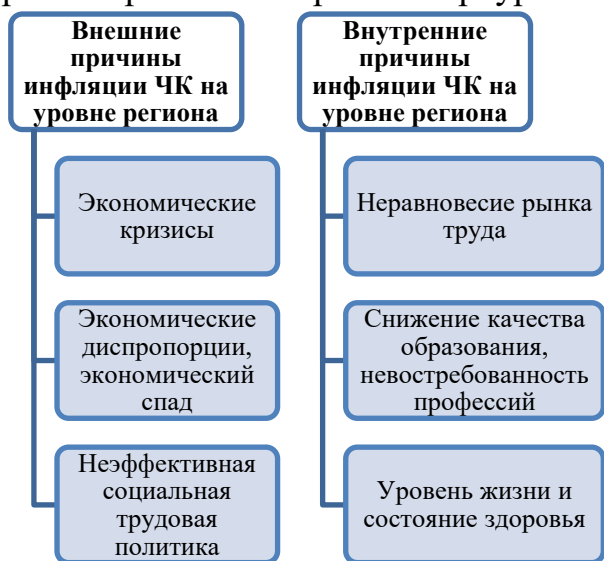 Внешние
причины
инфляции ЧК на
уровне региона
Экономические
кризисы
Экономические
диспропорции,
экономический
спад
Неэффективная
социальная
трудовая
политика
Внутренние
причины
инфляции ЧК на
уровне региона
Неравновесие рынка
труда
Снижение качества
образования,
невостребованность
профессий
Уровень жизни и
состояние здоровья